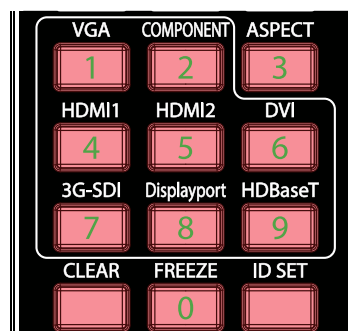 VGA COMPONENT ASPECT
1 2 3
HDMI1 HDMI2 DVI
4 5 6
3G-SDI Displayport HDBaseT
7 8 9
CLEAR FREEZE ID SET
0